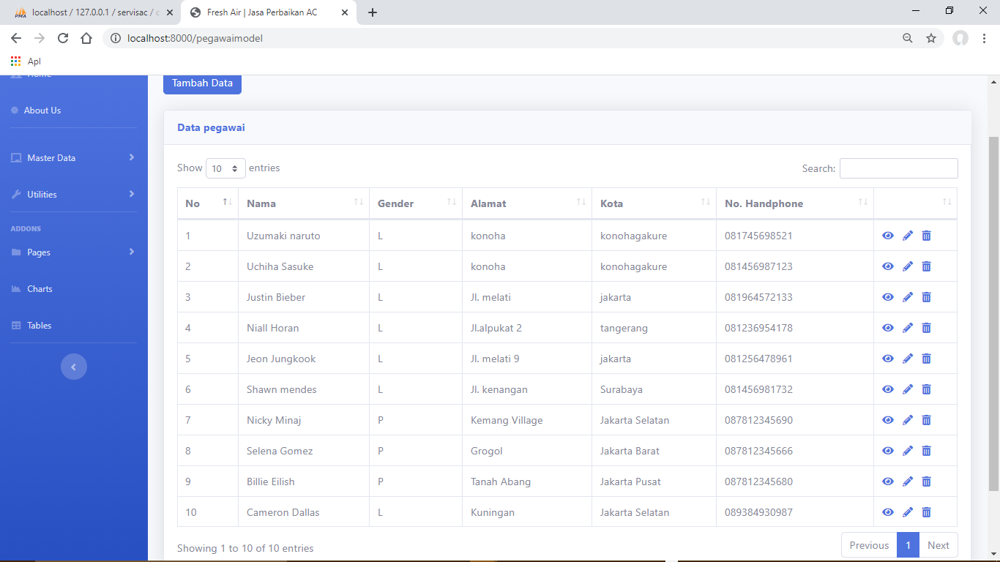 localhost / 127.0.0.1 / servisac /
Fresh Air | Jasa Perbaikan AC
localhost:8000/pegawaimodel
Apl
Home
About Us
Master Data
Utilities
ADDONS
Pages
Charts
Tables
Tambah Data
Data pegawai
Show 10 entries
Search:
No Nama Gender Alamat Kota No. Handphone
1 Uzumaki naruto L konoha konohagakure 081745698521
2 Uchiha Sasuke L konoha konohagakure 081456987123
3 Justin Bieber L Jl. melati jakarta 081964572133
4 Niall Horan L Jl.alpukat 2 tangerang 081236954178
5 Jeon Jungkook L Jl. melati 9 jakarta 081256478961
6 Shawn mendes L Jl. kenangan Surabaya 081456981732
7 Nicky Minaj P Kemang Village Jakarta Selatan 087812345690
8 Selena Gomez P Grogol Jakarta Barat 087812345666
9 Billie Eilish P Tanah Abang Jakarta Pusat 087812345680
10 Cameron Dallas L Kuningan Jakarta Selatan 089384930987
Showing 1 to 10 of 10 entries
Previous 1 Next